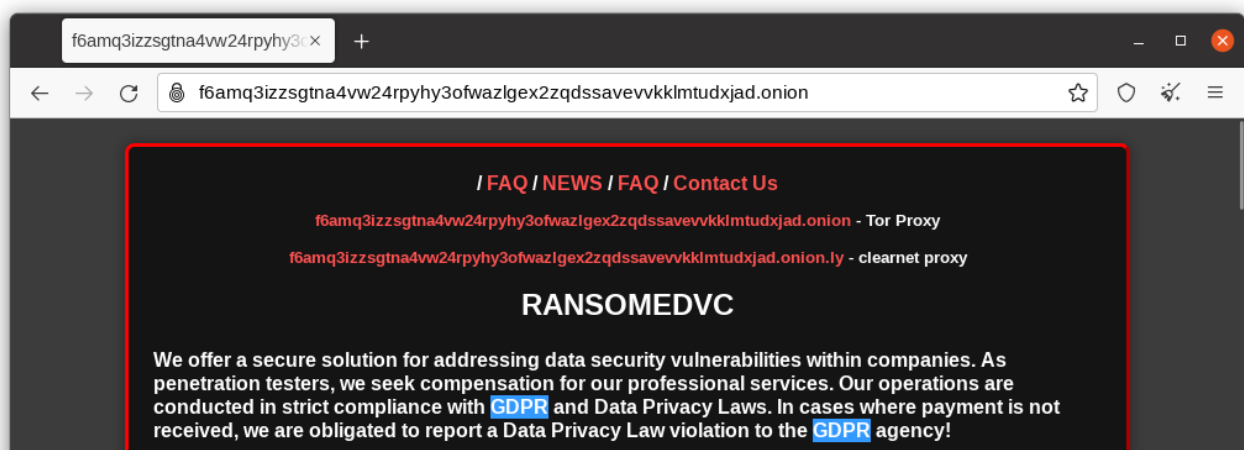 f6amq3izzsgtna4vw24rpyhy3o
f6amq3izzsgtna4vw24rpyhy3ofwazlgex2zqdssavevvkklmtudxjad.onion
/ FAQ / NEWS / FAQ / Contact Us
f6amq3izzsgtna4vw24rpyhy3ofwazlgex2zqdssavevvkklmtudxjad.onion - Tor Proxy
f6amq3izzsgtna4vw24rpyhy3ofwazlgex2zqdssavevvkklmtudxjad.onion.ly - clearnet proxy
RANSOMEDVC
We offer a secure solution for addressing data security vulnerabilities within companies. As
penetration testers, we seek compensation for our professional services. Our operations are
conducted in strict compliance with GDPR and Data Privacy Laws. In cases where payment is not
received, we are obligated to report a Data Privacy Law violation to the GDPR agency!